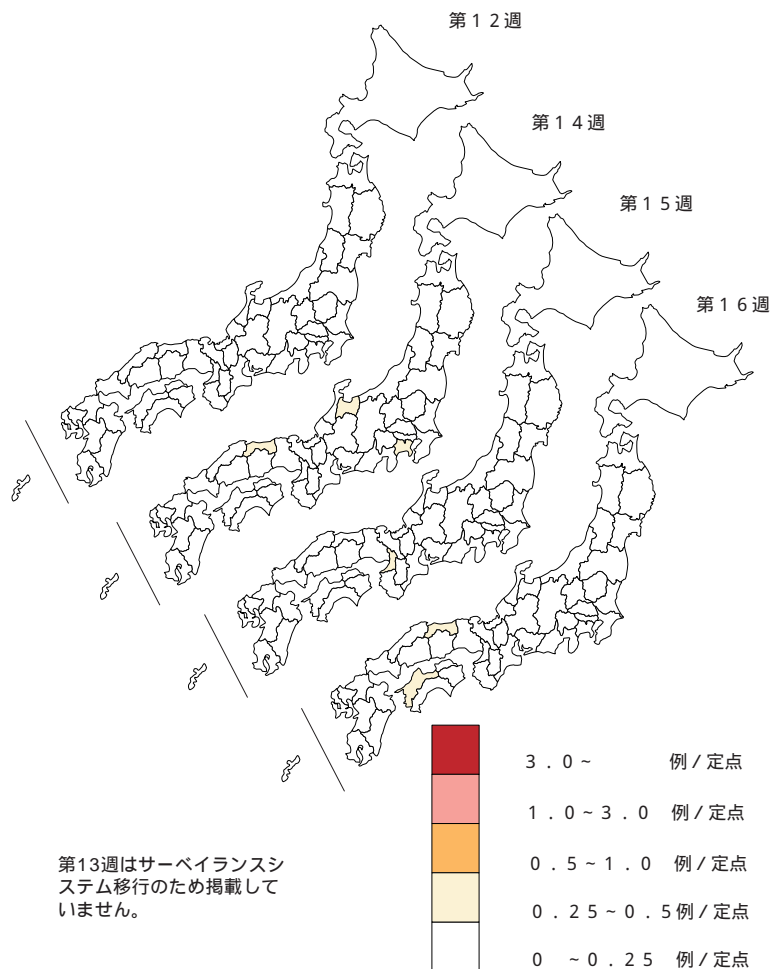 第１２週
第１４週
第１５週
第１６週
３．０~ 例/定点
１．０~３．０ 例/定点
０．５~１．０ 例/定点
０．２５~０．５例/定点
０ ~０．２５ 例/定点
第13週はサーベイランスシ
ステム移行のため掲載して
いません。